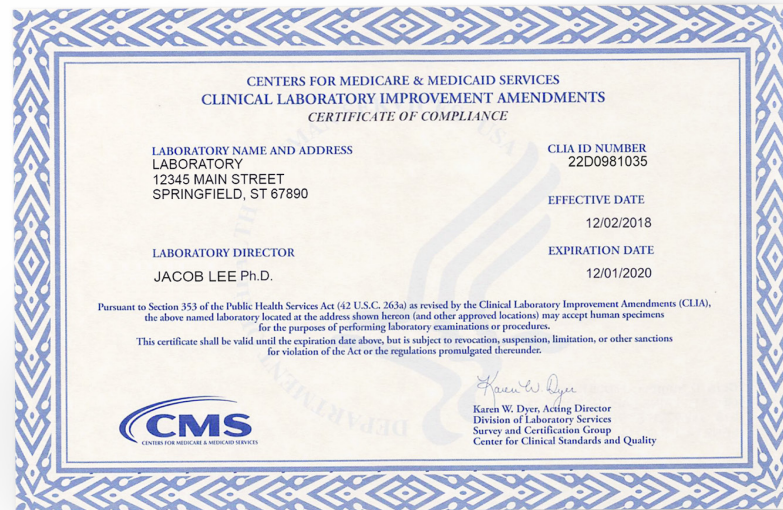 CENTERS FOR MEDICARE & MEDICAID SERVICES
CLINICAL LABORATORY IMPROVEMENT AMENDMENTS
CERTIFICATE OF COMPLIANCE
LABORATORY NAME AND ADDRESS
LABORATORY
12345 MAIN STREET
SPRINGFIELD, ST 67890
CLIA ID NUMBER
22D0981035
EFFECTIVE DATE
12/02/2018
LABORATORY DIRECTOR
JACOB LEE Ph.D.
EXPIRATION DATE
12/01/2020
Pursuant to Section 353 of the Public Health Services Act (42 U.S.C. 263a) as revised by the Clinical Laboratory Improvement Amendments (CLIA),
the above named laboratory located at the address shown hereon (and other approved locations) may accept human specimens
for the purposes of performing laboratory examinations or procedures.
This certificate shall be valid until the expiration date above, but is subject to revocation, suspension, limitation, or other sanctions
for violation of the Act or the regulations promulgated thereunder.
Karen W. Dyer
Karen W. Dyer, Acting Director
Division of Laboratory Services
Survey and Certification Group
Center for Clinical Standards and Quality
CMS
CENTERS FOR MEDICARE & MEDICAID SERVICES
DEPARTMENT
USA